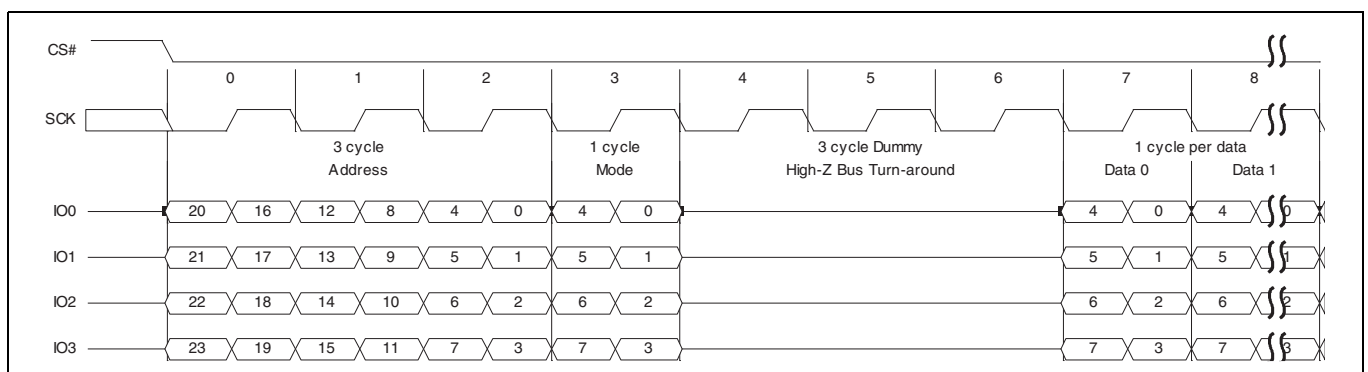 CS#
0 1 2 3 4 5 6 7 8
SCK
3 cycle 1 cycle 3 cycle Dummy 1 cycle per data
Address Mode High-Z Bus Turn-around Data 0 Data 1
IO0 20 16 12 8 4 0 4 0 4 0 4 0
IO1 21 17 13 9 5 1 5 1 5 1 5 1
IO2 22 18 14 10 6 2 6 2 6 2 6 2
IO3 23 19 15 11 7 3 7 3 7 3 7 3